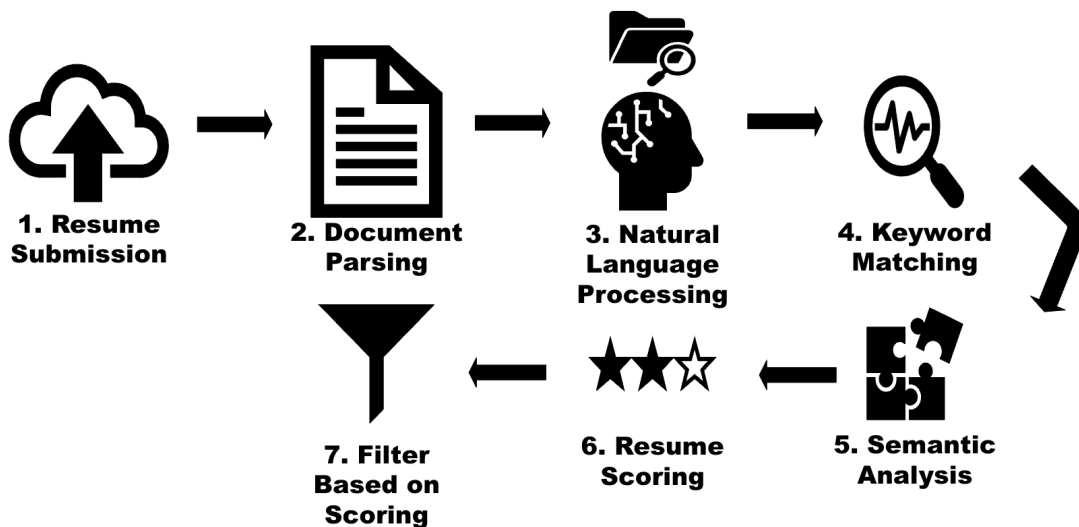 1. Resume
Submission
2. Document
Parsing
3. Natural
Language
Processing
4. Keyword
Matching
5. Semantic
Analysis
6. Resume
Scoring
7. Filter
Based on
Scoring